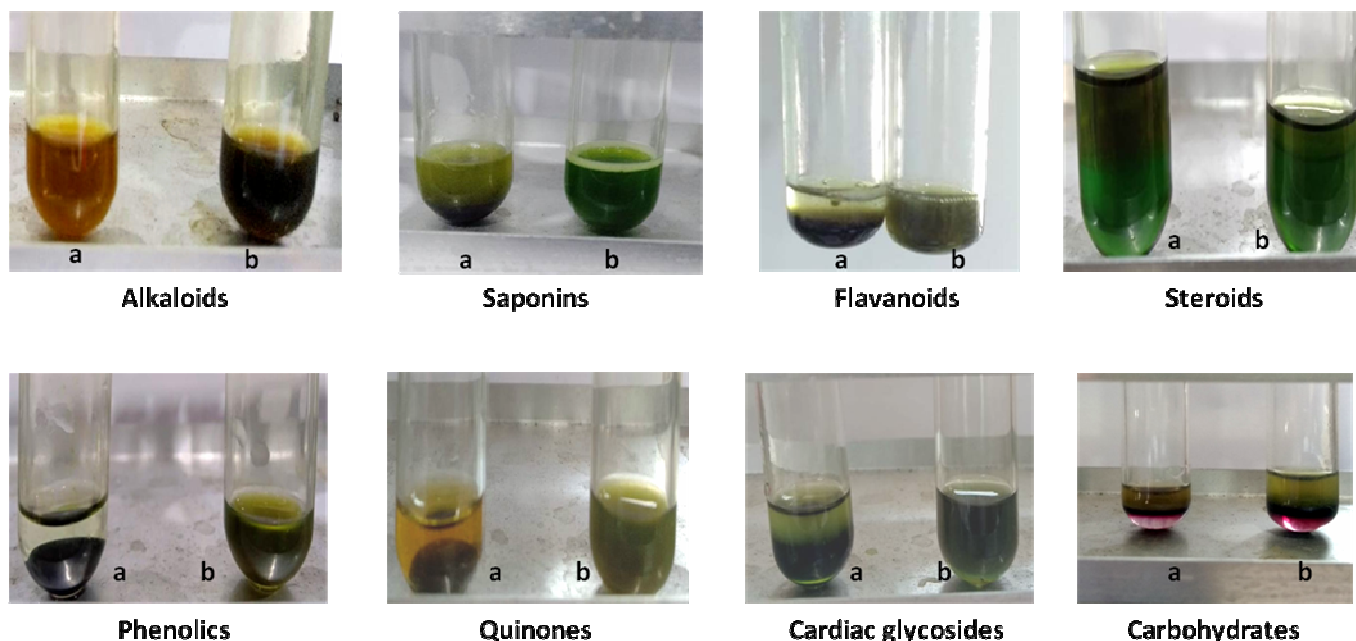 a b
Alkaloids
a b
Saponins
a b
Flavanoids
a b
Steroids
a b
Phenolics
a b
Quinones
a b
Cardiac glycosides
a b
Carbohydrates